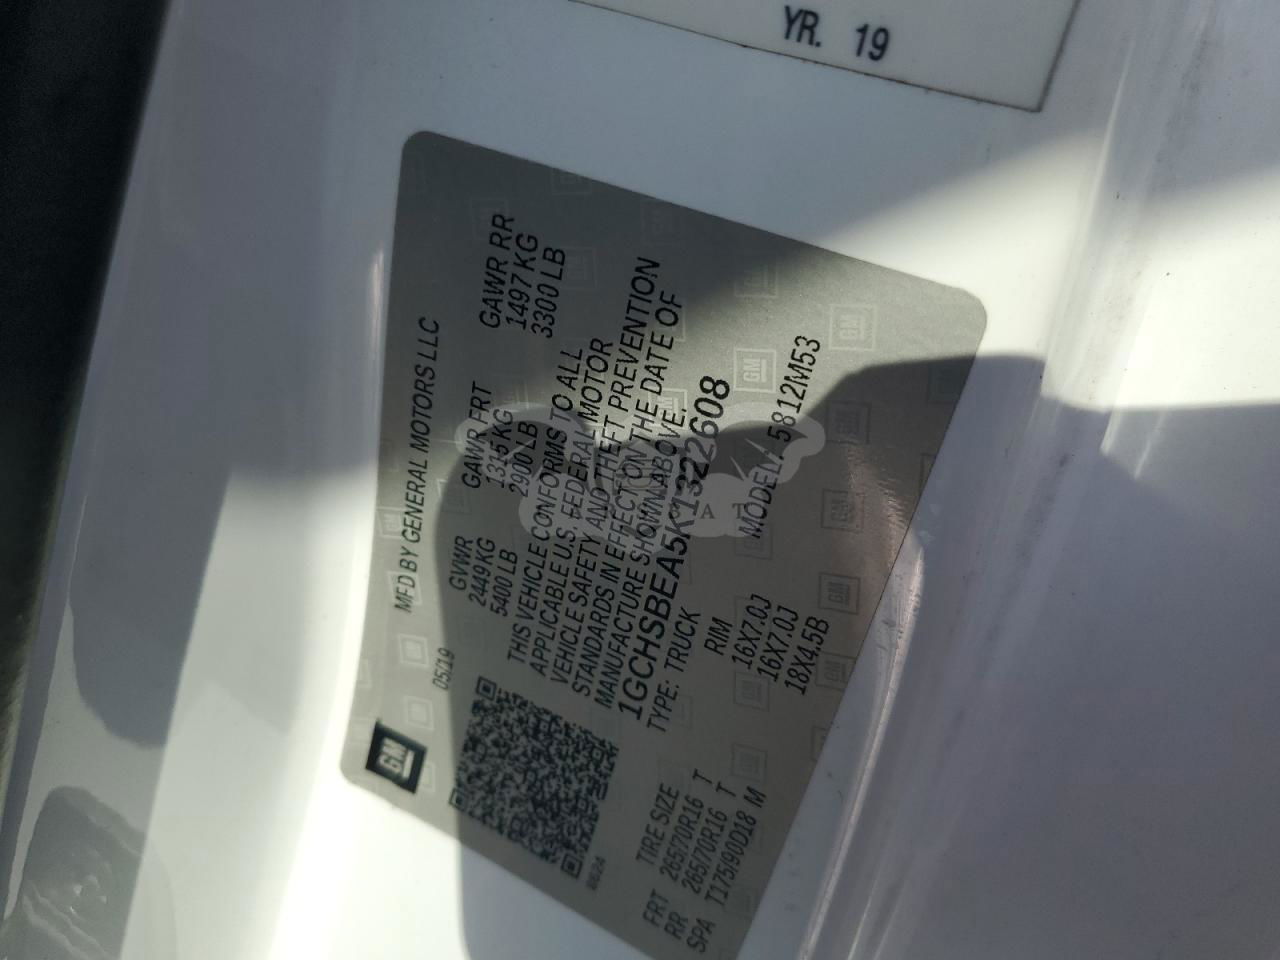 YR. 19
GM
MFD BY GENERAL MOTORS LLC
05/19
GVWR GAWR FRT GAWR RR
2449 KG 1315 KG 1497 KG
5400 LB 2900 LB 3300 LB
THIS VEHICLE CONFORMS TO ALL
APPLICABLE U.S. FEDERAL MOTOR
VEHICLE SAFETY AND THEFT PREVENTION
STANDARDS IN EFFECT ON THE DATE OF
MANUFACTURE SHOWN ABOVE.
1GCHSBEA5K1322608
TYPE: TRUCK MODEL: 5812M53
TIRE SIZE RIM
FRT 265/70R16 T 16X7.0J
RR 265/70R16 T 16X7.0J
SPA T175/90D18 M 18X4.5B